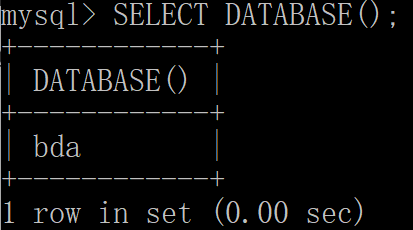 mysql> SELECT DATABASE();
+------------+
| DATABASE() |
+------------+
| bda        |
+------------+
1 row in set (0.00 sec)